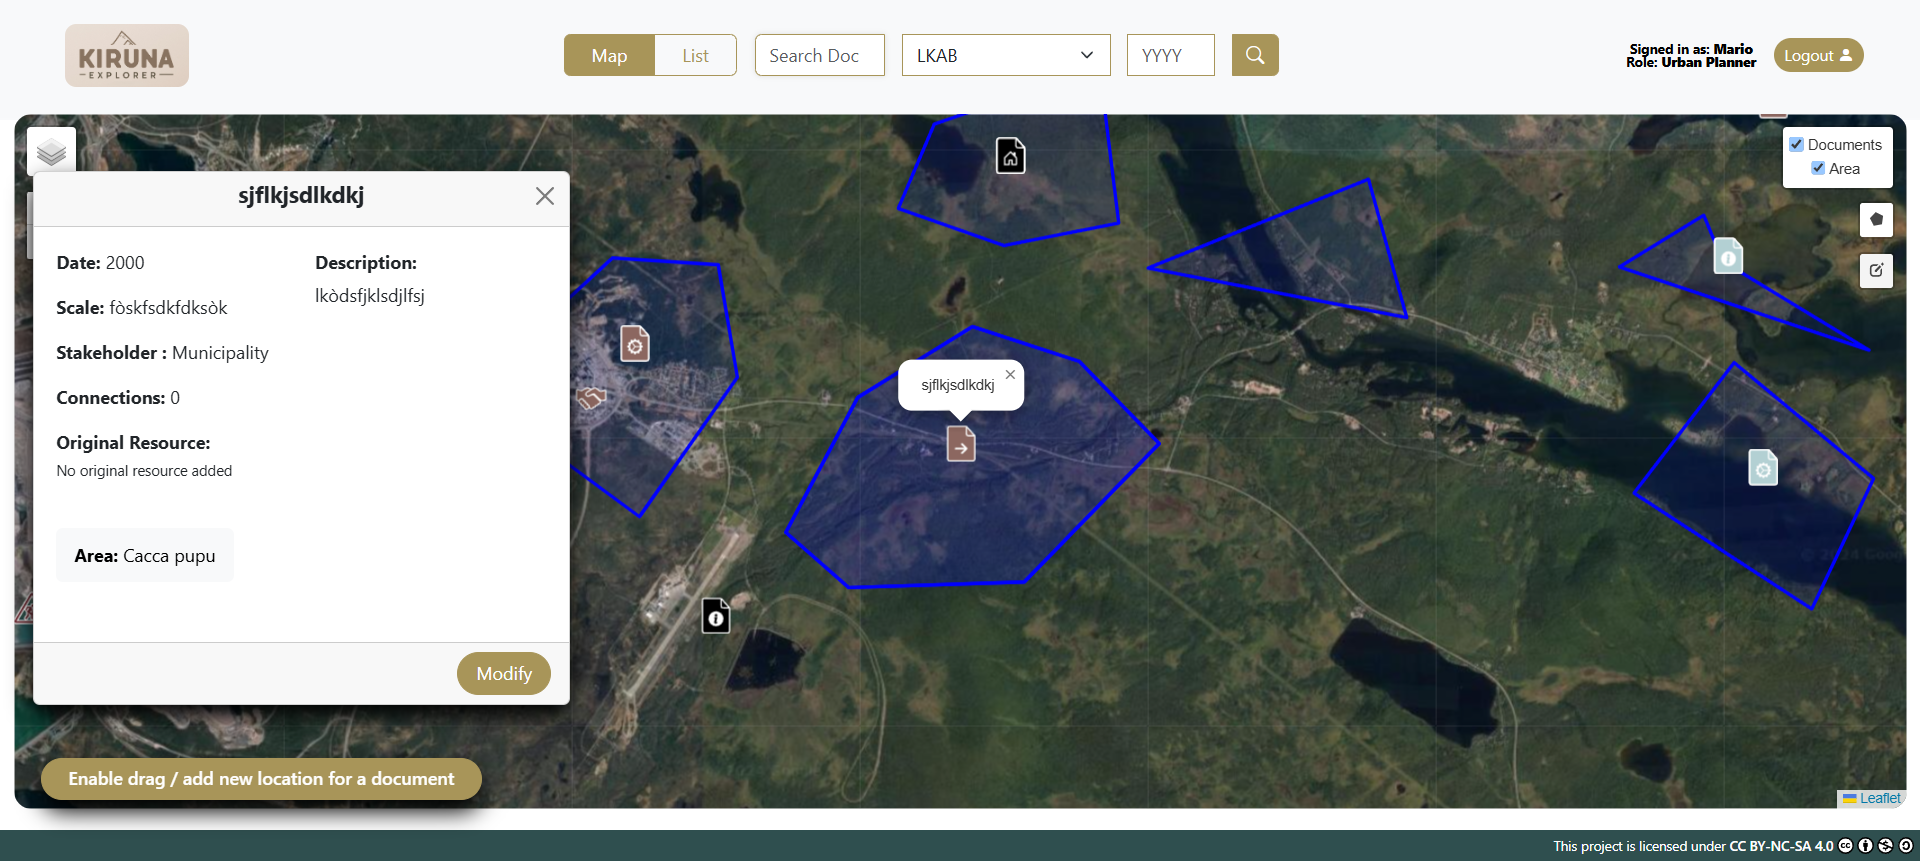 KIRUNA
EXPLORER
Map
List
Search Doc
LKAB
YYYY
Signed in as: Mario
Role: Urban Planner
Logout
Documents
Area
sjflkjsdlkdkj
Date: 2000
Scale: fòskfsdkfdksòk
Stakeholder : Municipality
Connections: 0
Original Resource:
No original resource added
Description:
lkòdsfjklsdjlfsj
Area: Cacca pupu
Modify
sjflkjsdlkdkj
Enable drag / add new location for a document
Leaflet
This project is licensed under CC BY-NC-SA 4.0